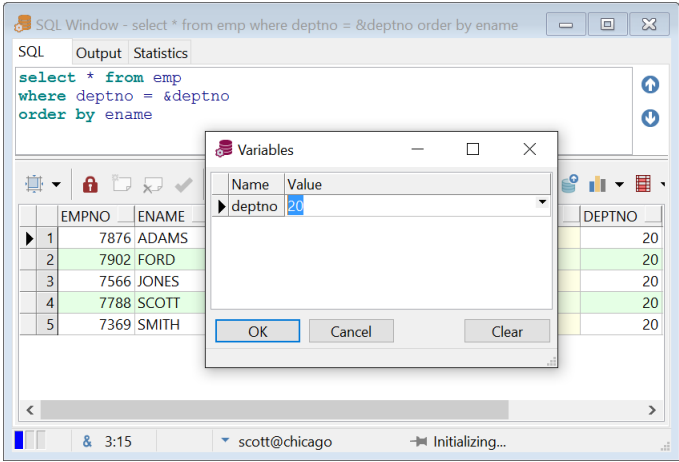 SQL Window - select * from emp where deptno = &deptno order by ename
SQL Output Statistics
select * from emp
where deptno = &deptno
order by ename
Variables
Name Value
deptno 20
OK Cancel Clear
EMPNO ENAME DEPTNO
1 7876 ADAMS 20
2 7902 FORD 20
3 7566 JONES 20
4 7788 SCOTT 20
5 7369 SMITH 20
& 3:15 scott@chicago Initializing...